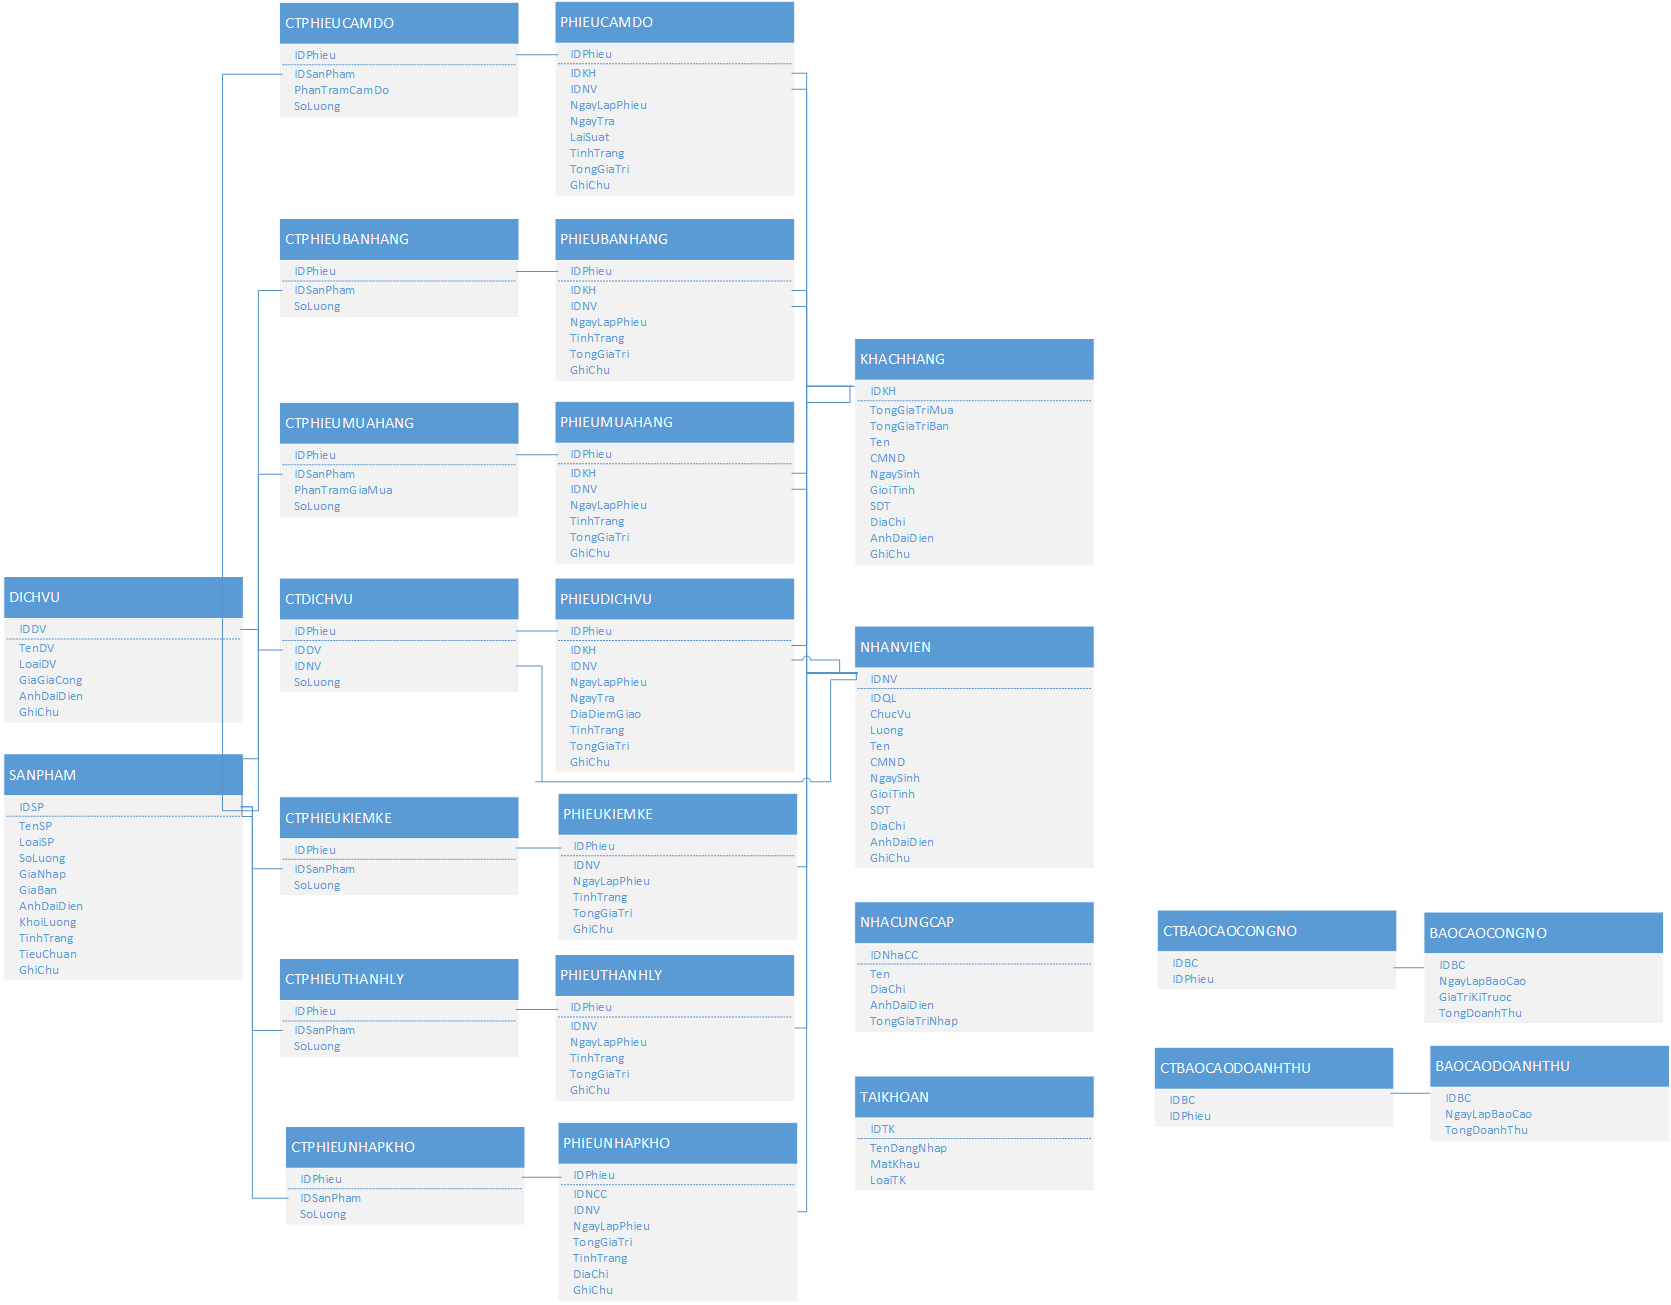 CTPHIEUCAMDO
IDPhieu
IDSanPham
PhanTramCamDo
SoLuong
PHIEUCAMDO
IDPhieu
IDKH
IDNV
NgayLapPhieu
NgayTra
LaiSuat
TinhTrang
TongGiaTri
GhiChu
CTPHIEUBANHANG
IDPhieu
IDSanPham
SoLuong
PHIEUBANHANG
IDPhieu
IDKH
IDNV
NgayLapPhieu
TinhTrang
TongGiaTri
GhiChu
CTPHIEUMUAHANG
IDPhieu
IDSanPham
PhanTramGiaMua
SoLuong
PHIEUMUAHANG
IDPhieu
IDKH
IDNV
NgayLapPhieu
TinhTrang
TongGiaTri
GhiChu
KHACHHANG
IDKH
TongGiaTriMua
TongGiaTriBan
Ten
CMND
NgaySinh
GioiTinh
SDT
DiaChi
AnhDaiDien
GhiChu
DICHVU
IDDV
TenDV
LoaiDV
GiaGiaCong
AnhDaiDien
GhiChu
CTDICHVU
IDPhieu
IDDV
IDNV
SoLuong
PHIEUDICHVU
IDPhieu
IDKH
IDNV
NgayLapPhieu
NgayTra
DiaDiemGiao
TinhTrang
TongGiaTri
GhiChu
NHANVIEN
IDNV
IDQL
ChucVu
Luong
Ten
CMND
NgaySinh
GioiTinh
SDT
DiaChi
AnhDaiDien
GhiChu
SANPHAM
IDSP
TenSP
LoaiSP
SoLuong
GiaNhap
GiaBan
AnhDaiDien
KhoiLuong
TinhTrang
TieuChuan
GhiChu
CTPHIEUKIEMKE
IDPhieu
IDSanPham
SoLuong
PHIEUKIEMKE
IDPhieu
IDNV
NgayLapPhieu
TinhTrang
TongGiaTri
GhiChu
CTPHIEUTHANHLY
IDPhieu
IDSanPham
SoLuong
PHIEUTHANHLY
IDPhieu
IDNV
NgayLapPhieu
TinhTrang
TongGiaTri
GhiChu
NHACUNGCAP
IDNhaCC
Ten
DiaChi
AnhDaiDien
TongGiaTriNhap
CTBAOCAOCONGNO
IDBC
IDPhieu
BAOCAOCONGNO
IDBC
NgayLapBaoCao
GiaTriKiTruoc
TongDoanhThu
CTPHIEUNHAPKHO
IDPhieu
IDSanPham
SoLuong
PHIEUNHAPKHO
IDPhieu
IDNCC
IDNV
NgayLapPhieu
TongGiaTri
TinhTrang
DiaChi
GhiChu
TAIKHOAN
IDTK
TenDangNhap
MatKhau
LoaiTK
CTBAOCAODOANHTHU
IDBC
IDPhieu
BAOCAODOANHTHU
IDBC
NgayLapBaoCao
TongDoanhThu